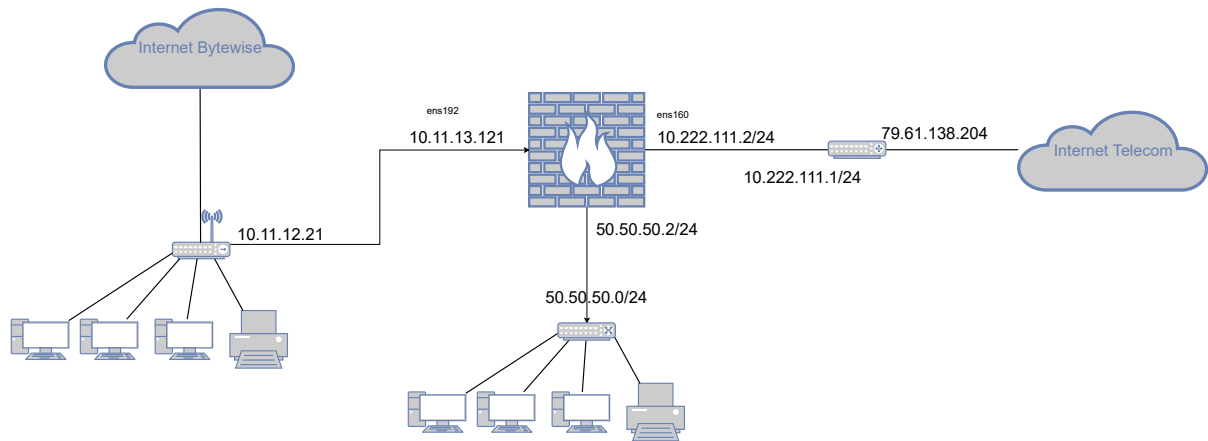 Internet Bytewise
ens192
ens160
10.11.13.121
10.222.111.2/24
79.61.138.204
Internet Telecom
10.222.111.1/24
10.11.12.21
50.50.50.2/24
50.50.50.0/24